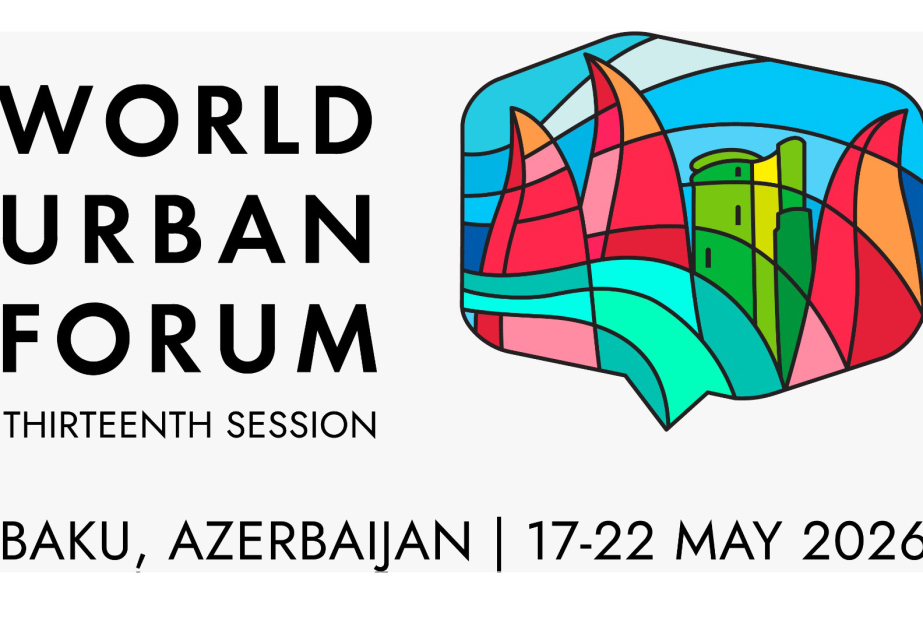 WORLD
URBAN
FORUM
THIRTEENTH SESSION
BAKU, AZERBAIJAN | 17-22 MAY 2026